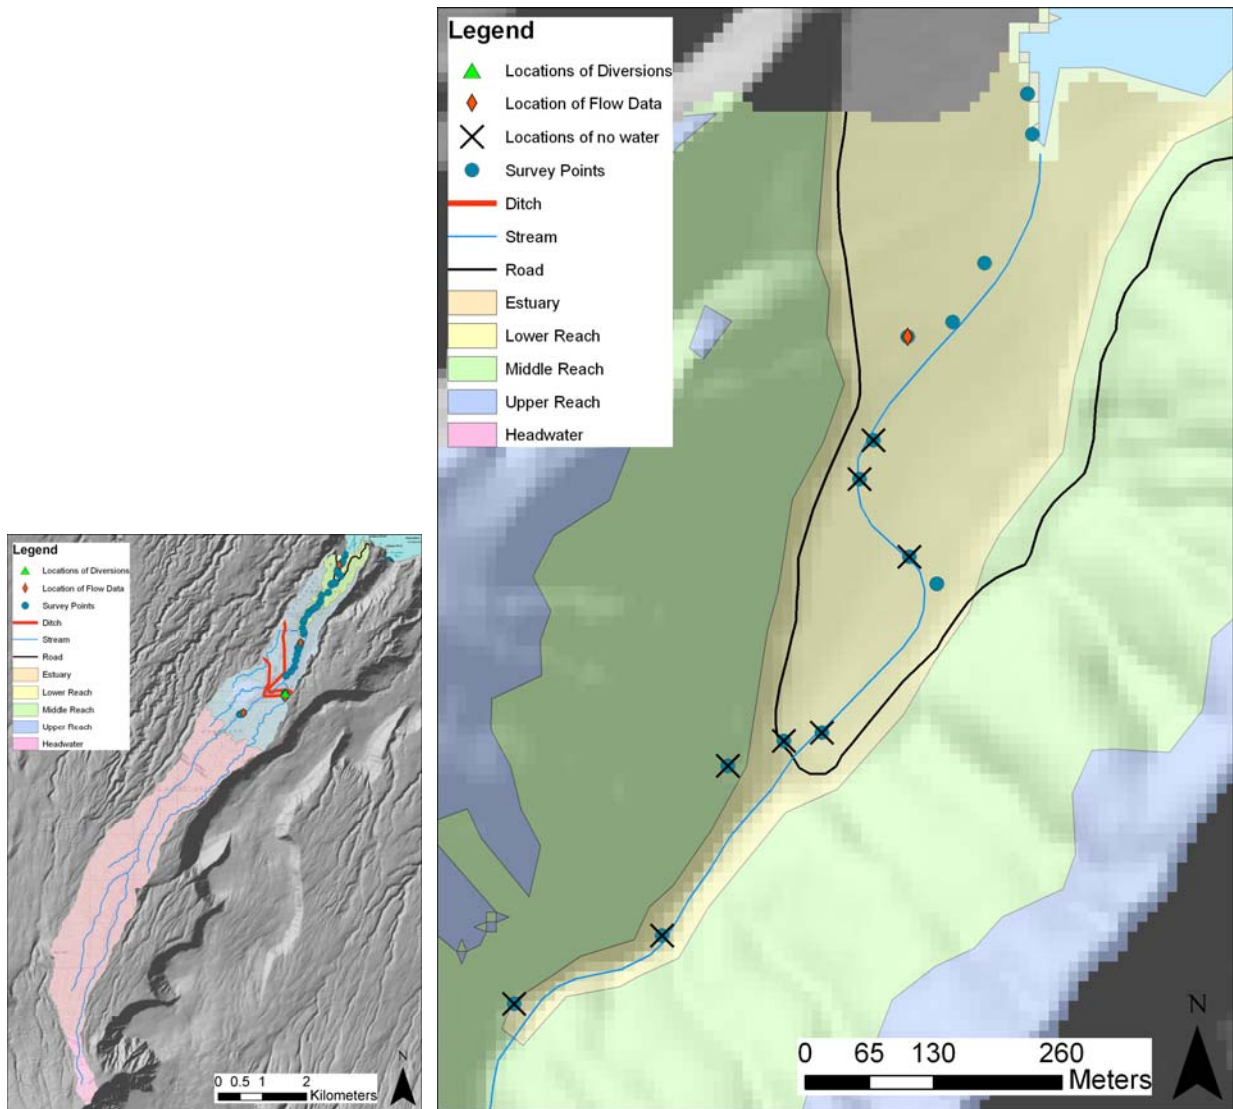 Legend
Locations of Diversions
Location of Flow Data
Survey Points
Ditch
Stream
Road
Estuary
Lower Reach
Middle Reach
Upper Reach
Headwater
N
0 0.5 1 2
Kilometers
Legend
Locations of Diversions
Location of Flow Data
Locations of no water
Survey Points
Ditch
Stream
Road
Estuary
Lower Reach
Middle Reach
Upper Reach
Headwater
N
0 65 130 260
Meters